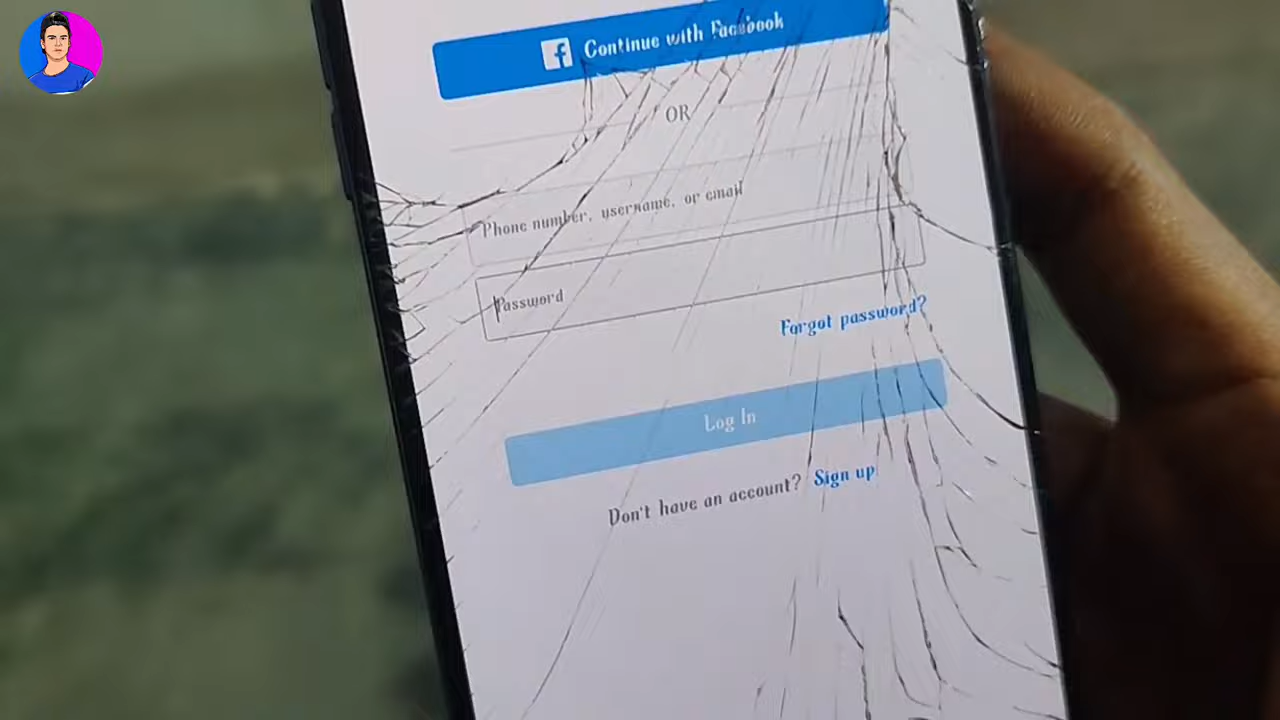 Continue with Facebook
OR
Phone number, username, or email
Password
Forgot password?
Log In
Don't have an account? Sign up